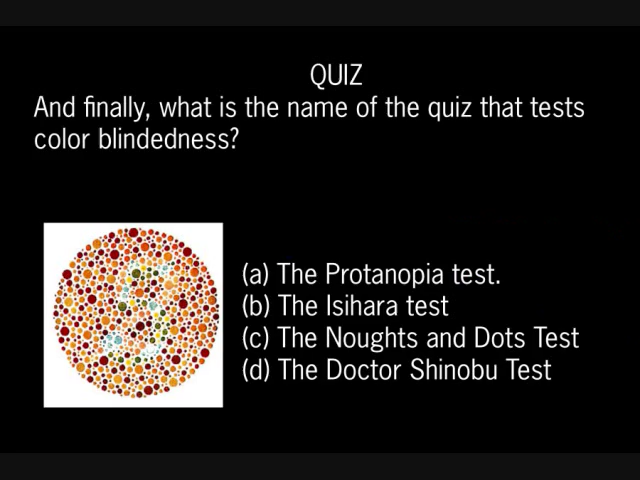 QUIZ
And finally, what is the name of the quiz that tests
color blindedness?
(a) The Protanopia test.
(b) The Isihara test
(c) The Noughts and Dots Test
(d) The Doctor Shinobu Test